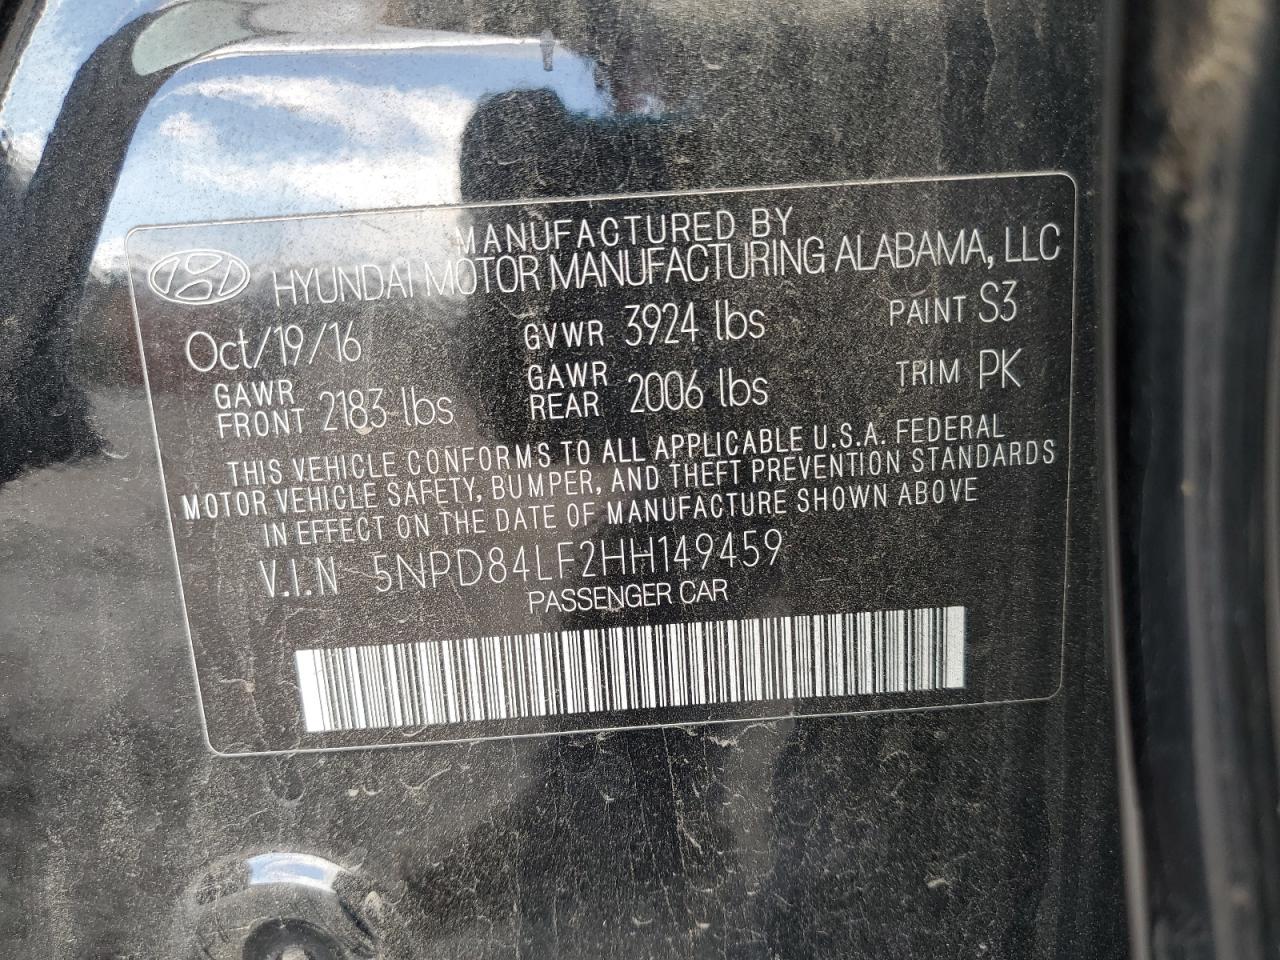 MANUFACTURED BY
HYUNDAI MOTOR MANUFACTURING ALABAMA, LLC
Oct/19/16 GVWR 3924 lbs PAINT S3
GAWR FRONT 2183 lbs GAWR REAR 2006 lbs TRIM PK
THIS VEHICLE CONFORMS TO ALL APPLICABLE U.S.A. FEDERAL
MOTOR VEHICLE SAFETY, BUMPER, AND THEFT PREVENTION STANDARDS
IN EFFECT ON THE DATE OF MANUFACTURE SHOWN ABOVE
V.I.N 5NPD84LF2HH149459
PASSENGER CAR